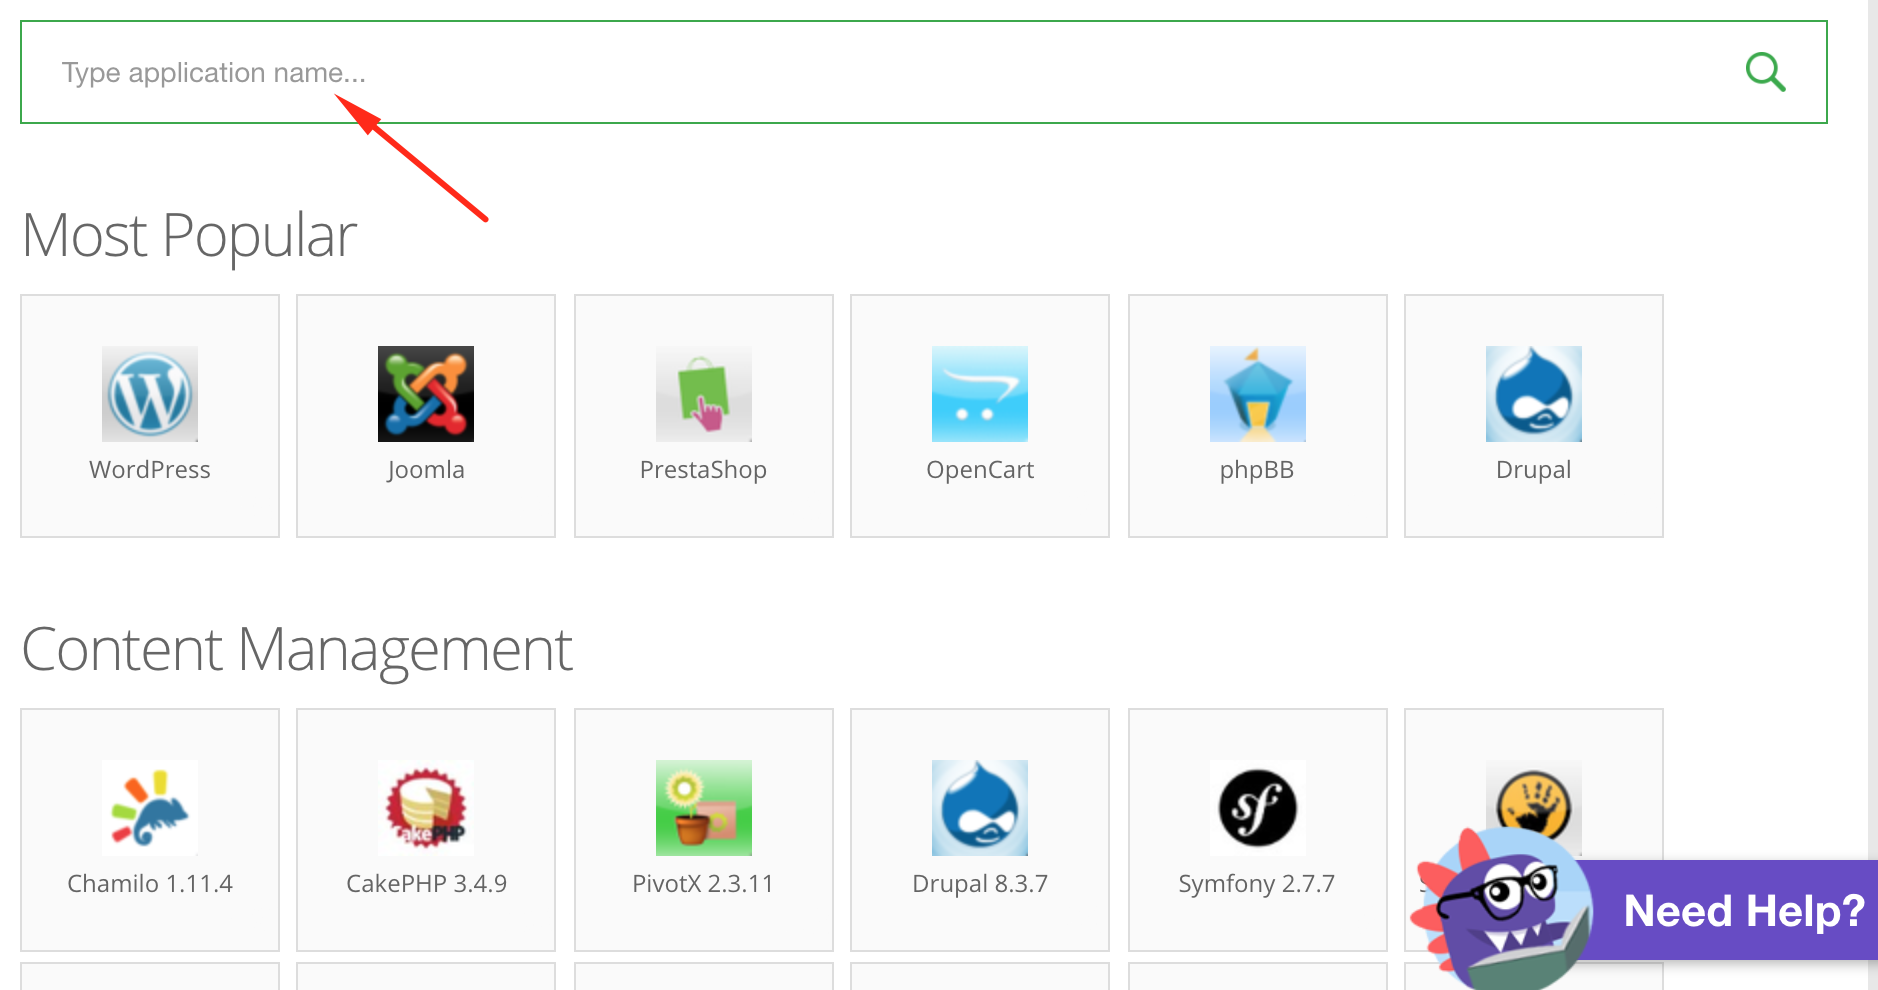 Type application name...
Most Popular
WordPress
Joomla
PrestaShop
OpenCart
phpBB
Drupal
Content Management
Chamilo 1.11.4
CakePHP 3.4.9
PivotX 2.3.11
Drupal 8.3.7
Symfony 2.7.7
Need Help?